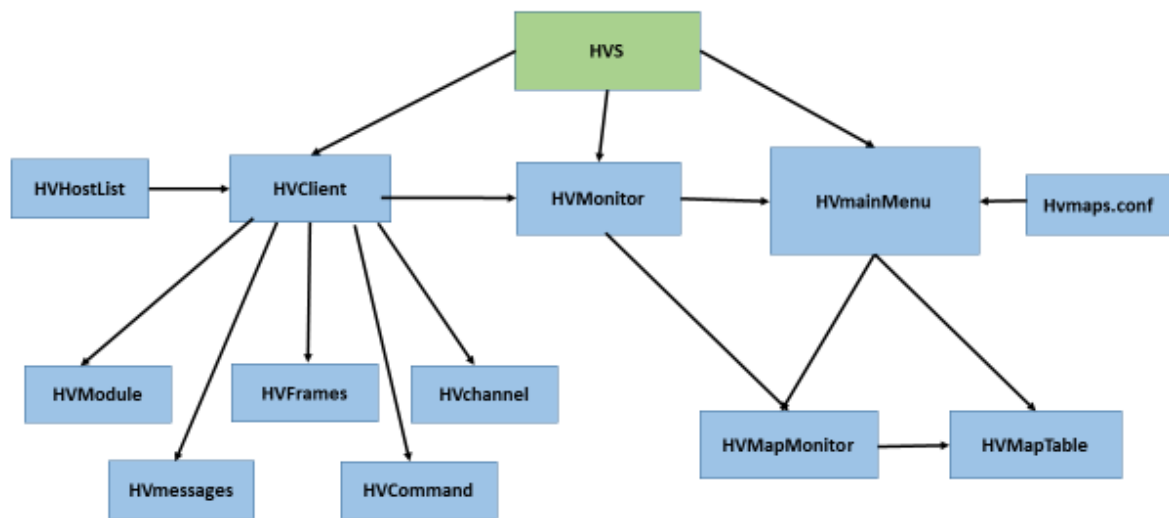 HVS
HVHostList
HVClient
HVMonitor
HVmainMenu
Hvmaps.conf
HVModule
HVFrames
HVchannel
HVMapMonitor
HVMapTable
HVmessages
HVCommand